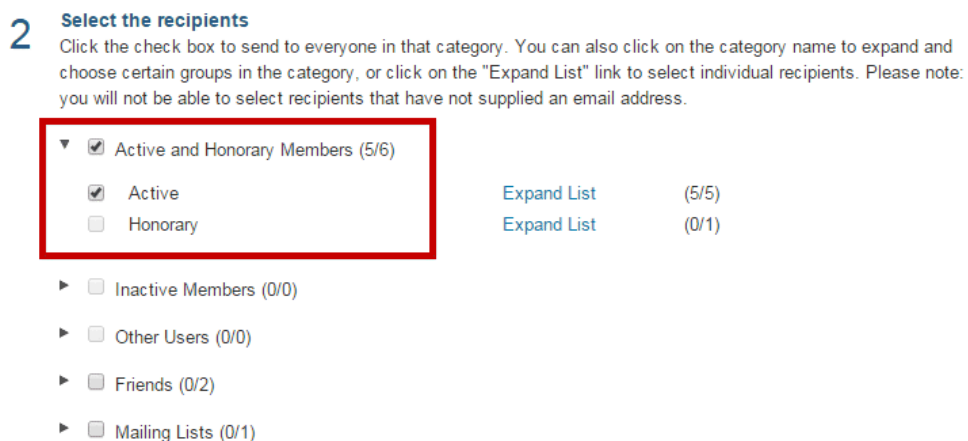 2
Select the recipients
Click the check box to send to everyone in that category. You can also click on the category name to expand and
choose certain groups in the category, or click on the "Expand List" link to select individual recipients. Please note:
you will not be able to select recipients that have not supplied an email address.
Active and Honorary Members (5/6)
Active Expand List (5/5)
Honorary Expand List (0/1)
Inactive Members (0/0)
Other Users (0/0)
Friends (0/2)
Mailing Lists (0/1)